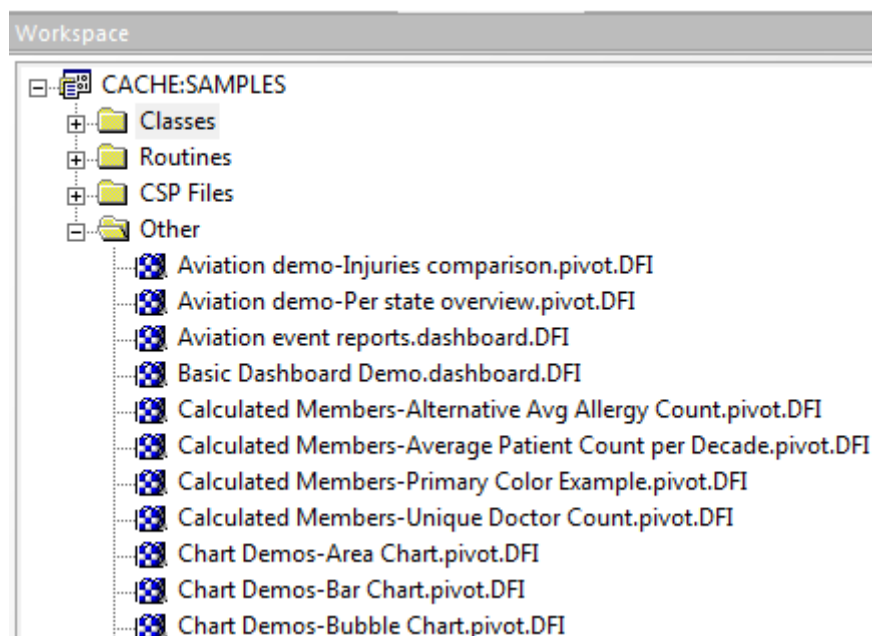 Workspace
CACHE:SAMPLES
Classes
Routines
CSP Files
Other
Aviation demo-Injuries comparison.pivot.DFI
Aviation demo-Per state overview.pivot.DFI
Aviation event reports.dashboard.DFI
Basic Dashboard Demo.dashboard.DFI
Calculated Members-Alternative Avg Allergy Count.pivot.DFI
Calculated Members-Average Patient Count per Decade.pivot.DFI
Calculated Members-Primary Color Example.pivot.DFI
Calculated Members-Unique Doctor Count.pivot.DFI
Chart Demos-Area Chart.pivot.DFI
Chart Demos-Bar Chart.pivot.DFI
Chart Demos-Bubble Chart.pivot.DFI